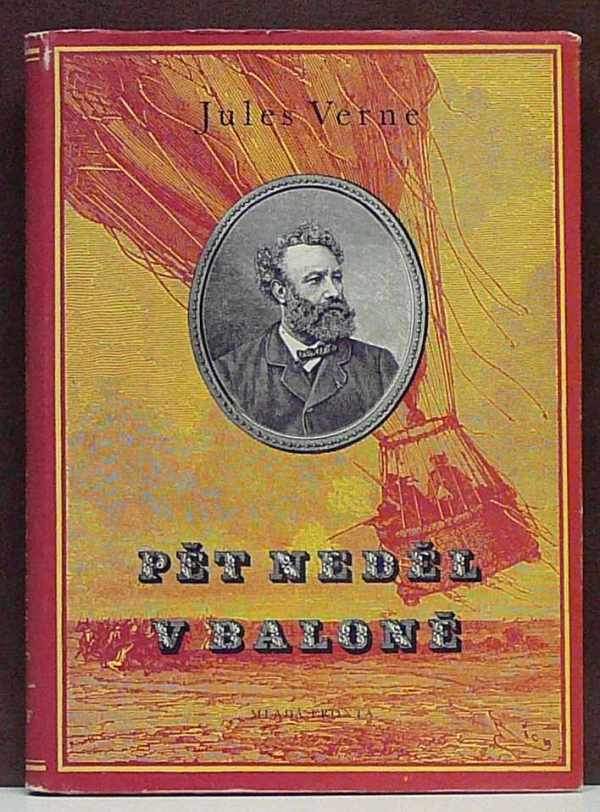 Jules Verne
PĚT NEDĚL
V BALONĚ
MLADÁ FRONTA